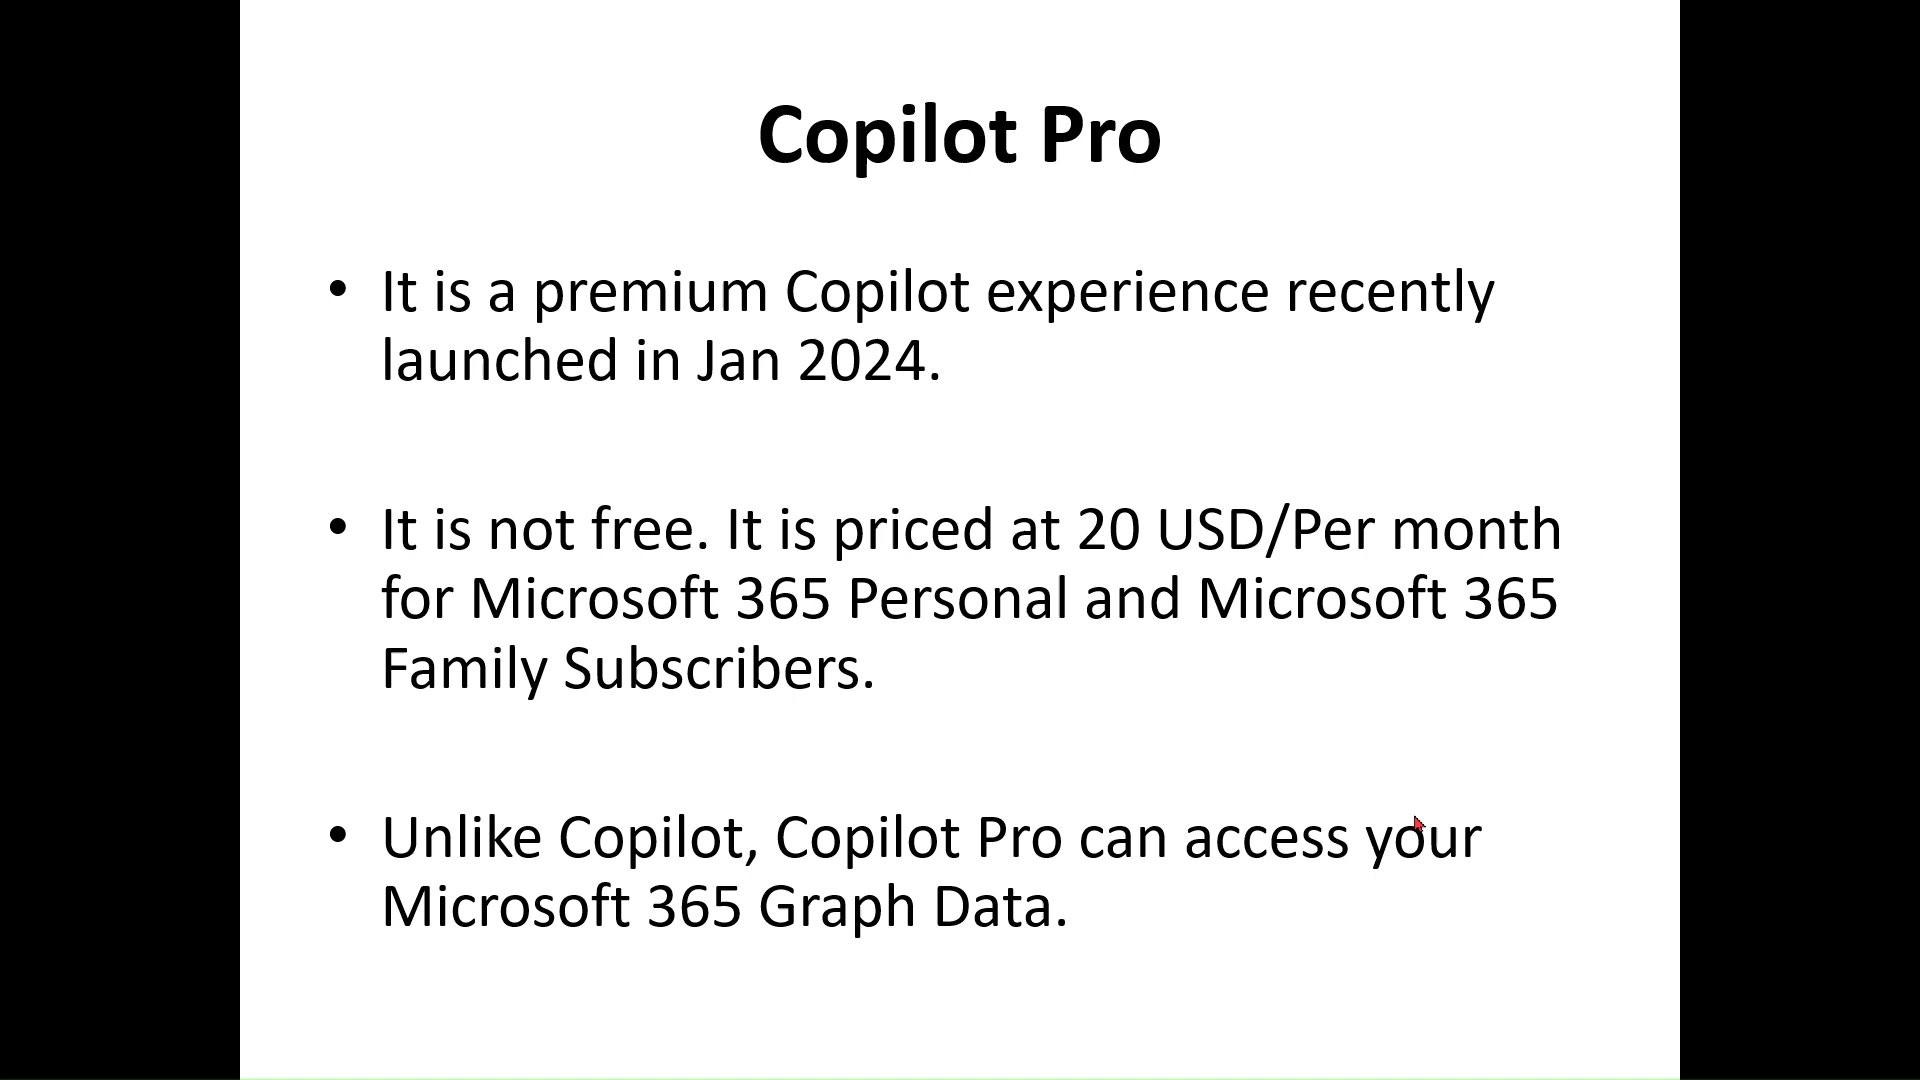 Copilot Pro
• It is a premium Copilot experience recently
launched in Jan 2024.
• It is not free. It is priced at 20 USD/Per month
for Microsoft 365 Personal and Microsoft 365
Family Subscribers.
• Unlike Copilot, Copilot Pro can access your
Microsoft 365 Graph Data.